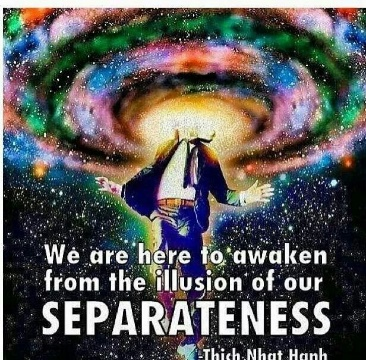 We are here to awaken
from the illusion of our
SEPARATENESS
-Thich Nhat Hanh